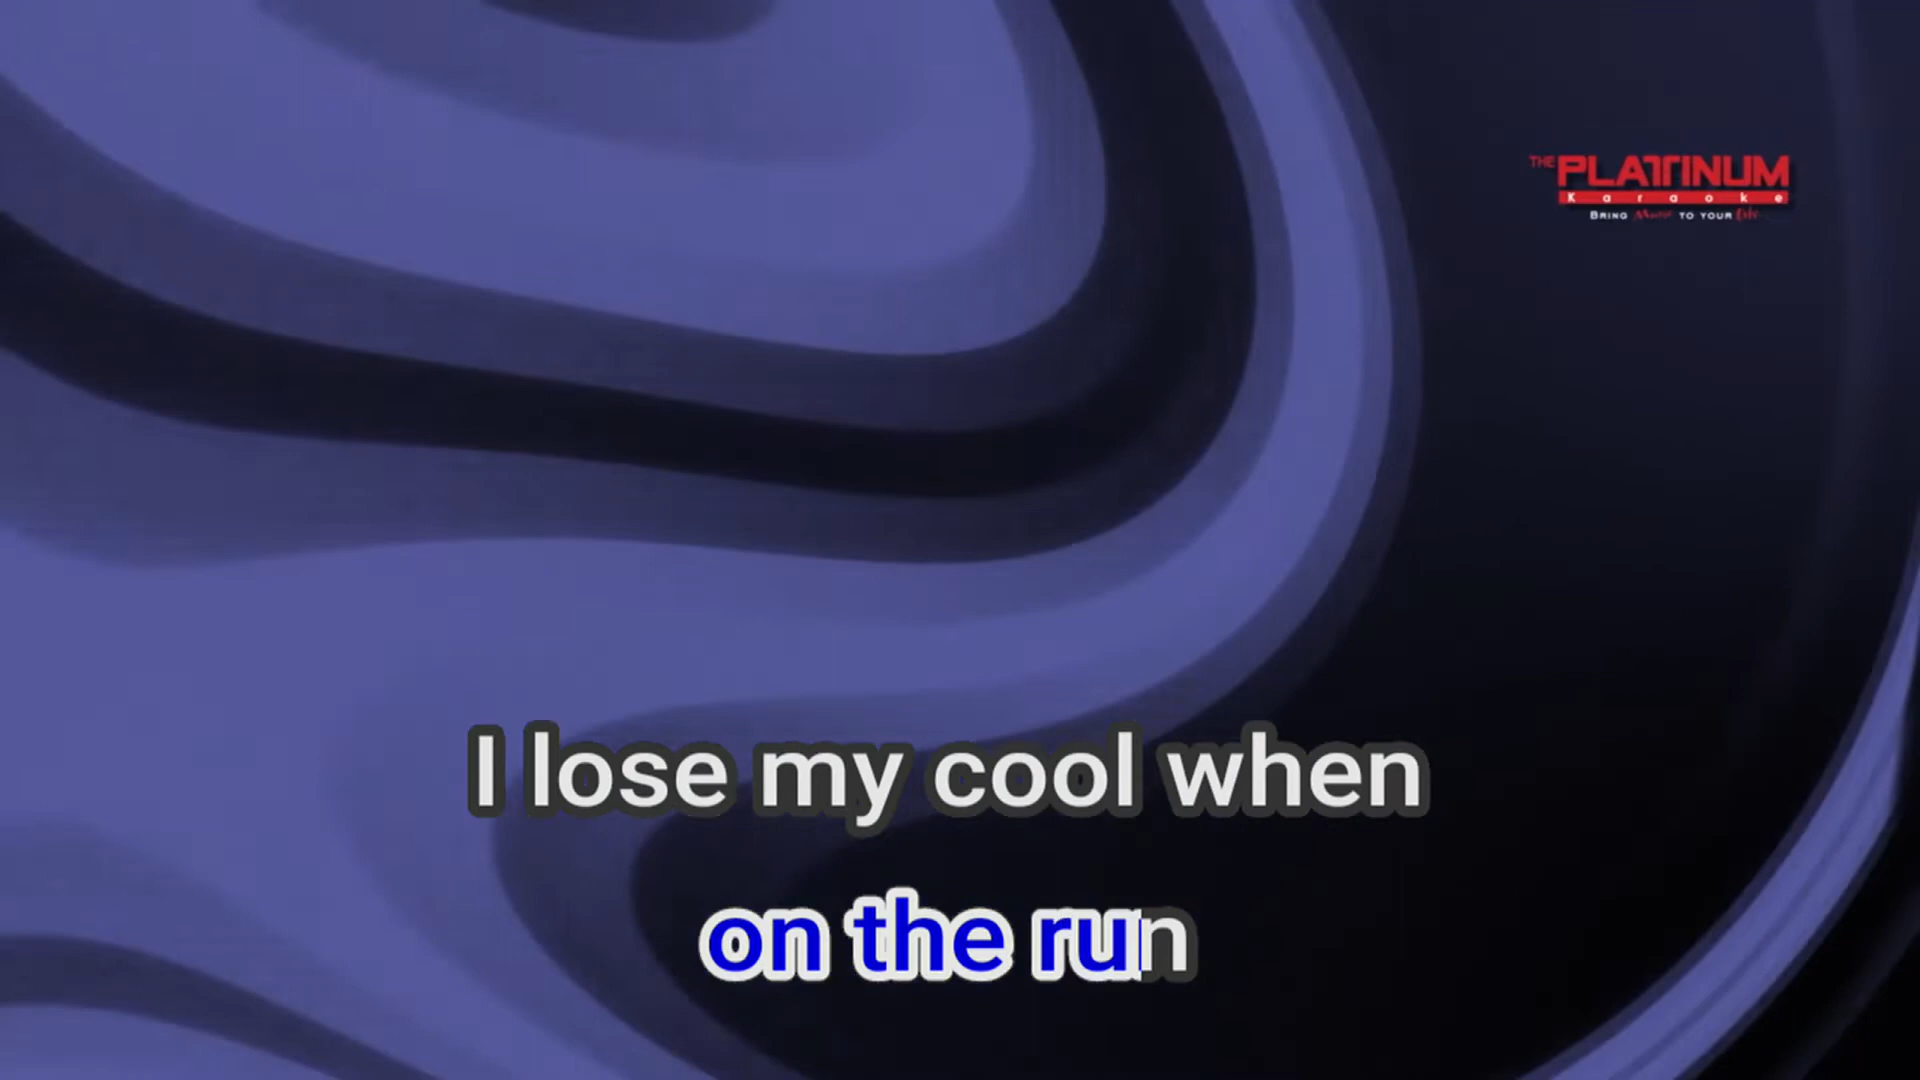 THE PLATINUM
Karaoke
BRING Music TO YOUR Life
I lose my cool when
on the run